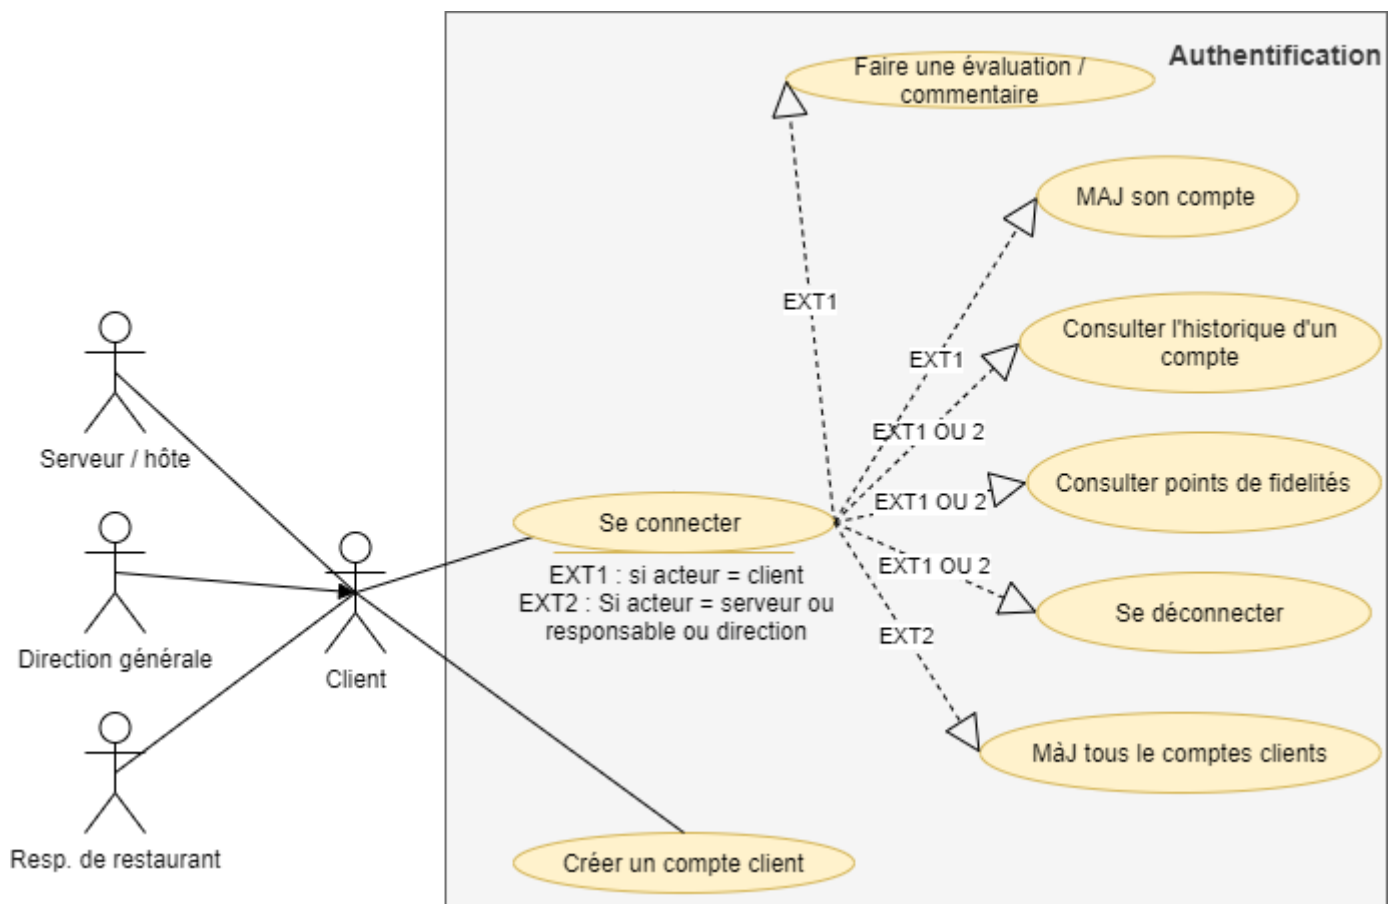 Authentification
Faire une évaluation /
commentaire
MAJ son compte
EXT1
Consulter l'historique d'un
compte
EXT1
EXT1 OU 2
Serveur / hôte
Consulter points de fidelités
EXT1 OU 2
Se connecter
EXT1 OU 2
EXT1 : si acteur = client
EXT2 : Si acteur = serveur ou
responsable ou direction
Se déconnecter
EXT2
Direction générale
Client
MàJ tous le comptes clients
Resp. de restaurant
Créer un compte client